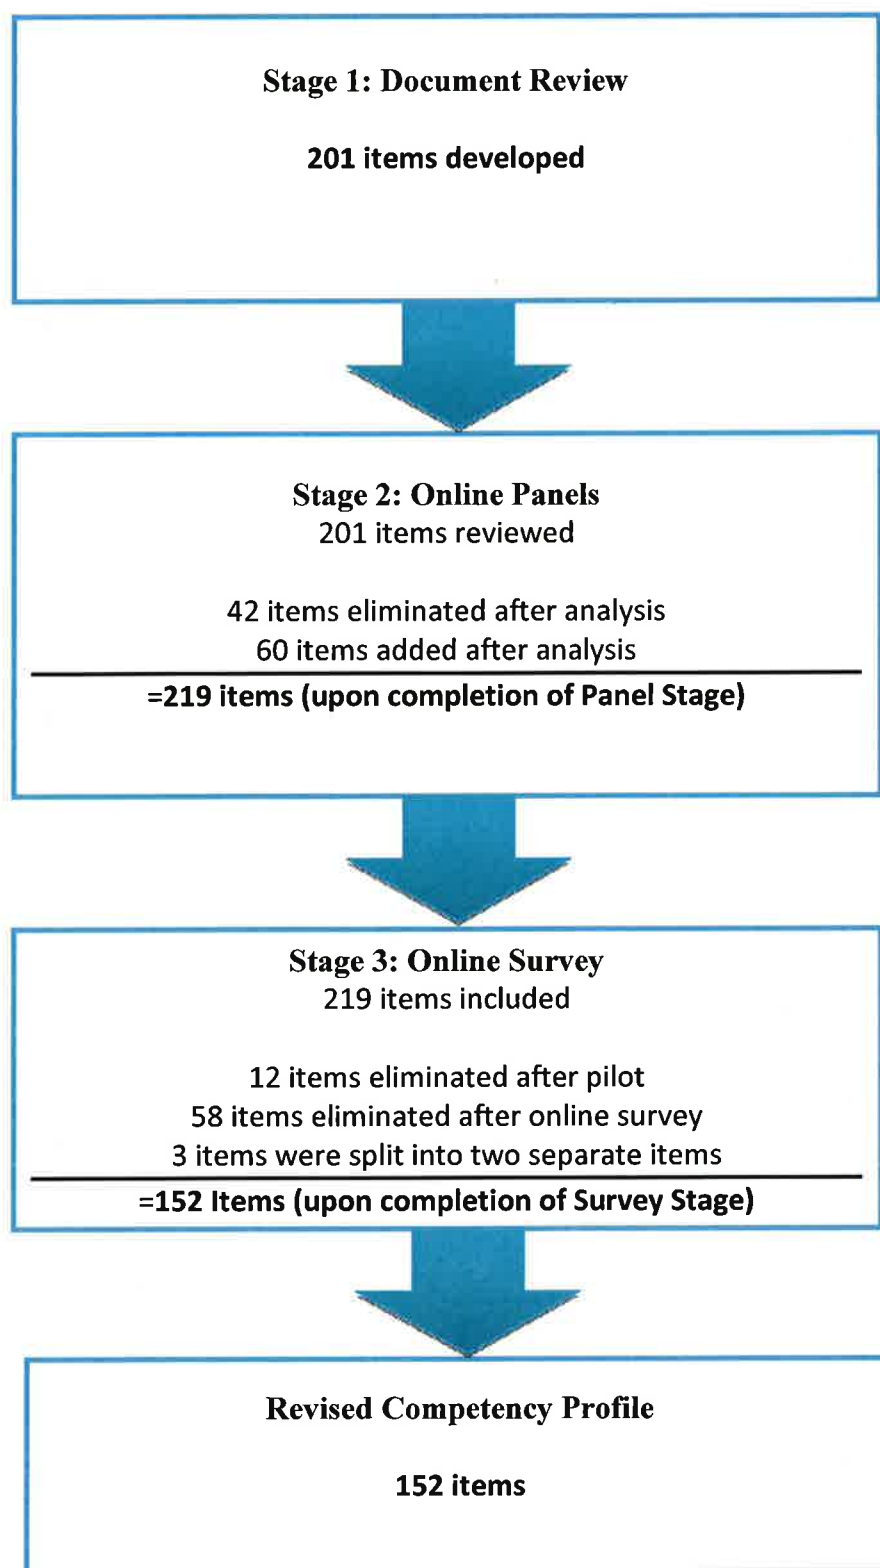 Stage 1: Document Review
201 items developed
Stage 2: Online Panels
201 items reviewed
42 items eliminated after analysis
60 items added after analysis
=219 items (upon completion of Panel Stage)
Stage 3: Online Survey
219 items included
12 items eliminated after pilot
58 items eliminated after online survey
3 items were split into two separate items
=152 Items (upon completion of Survey Stage)
Revised Competency Profile
152 items